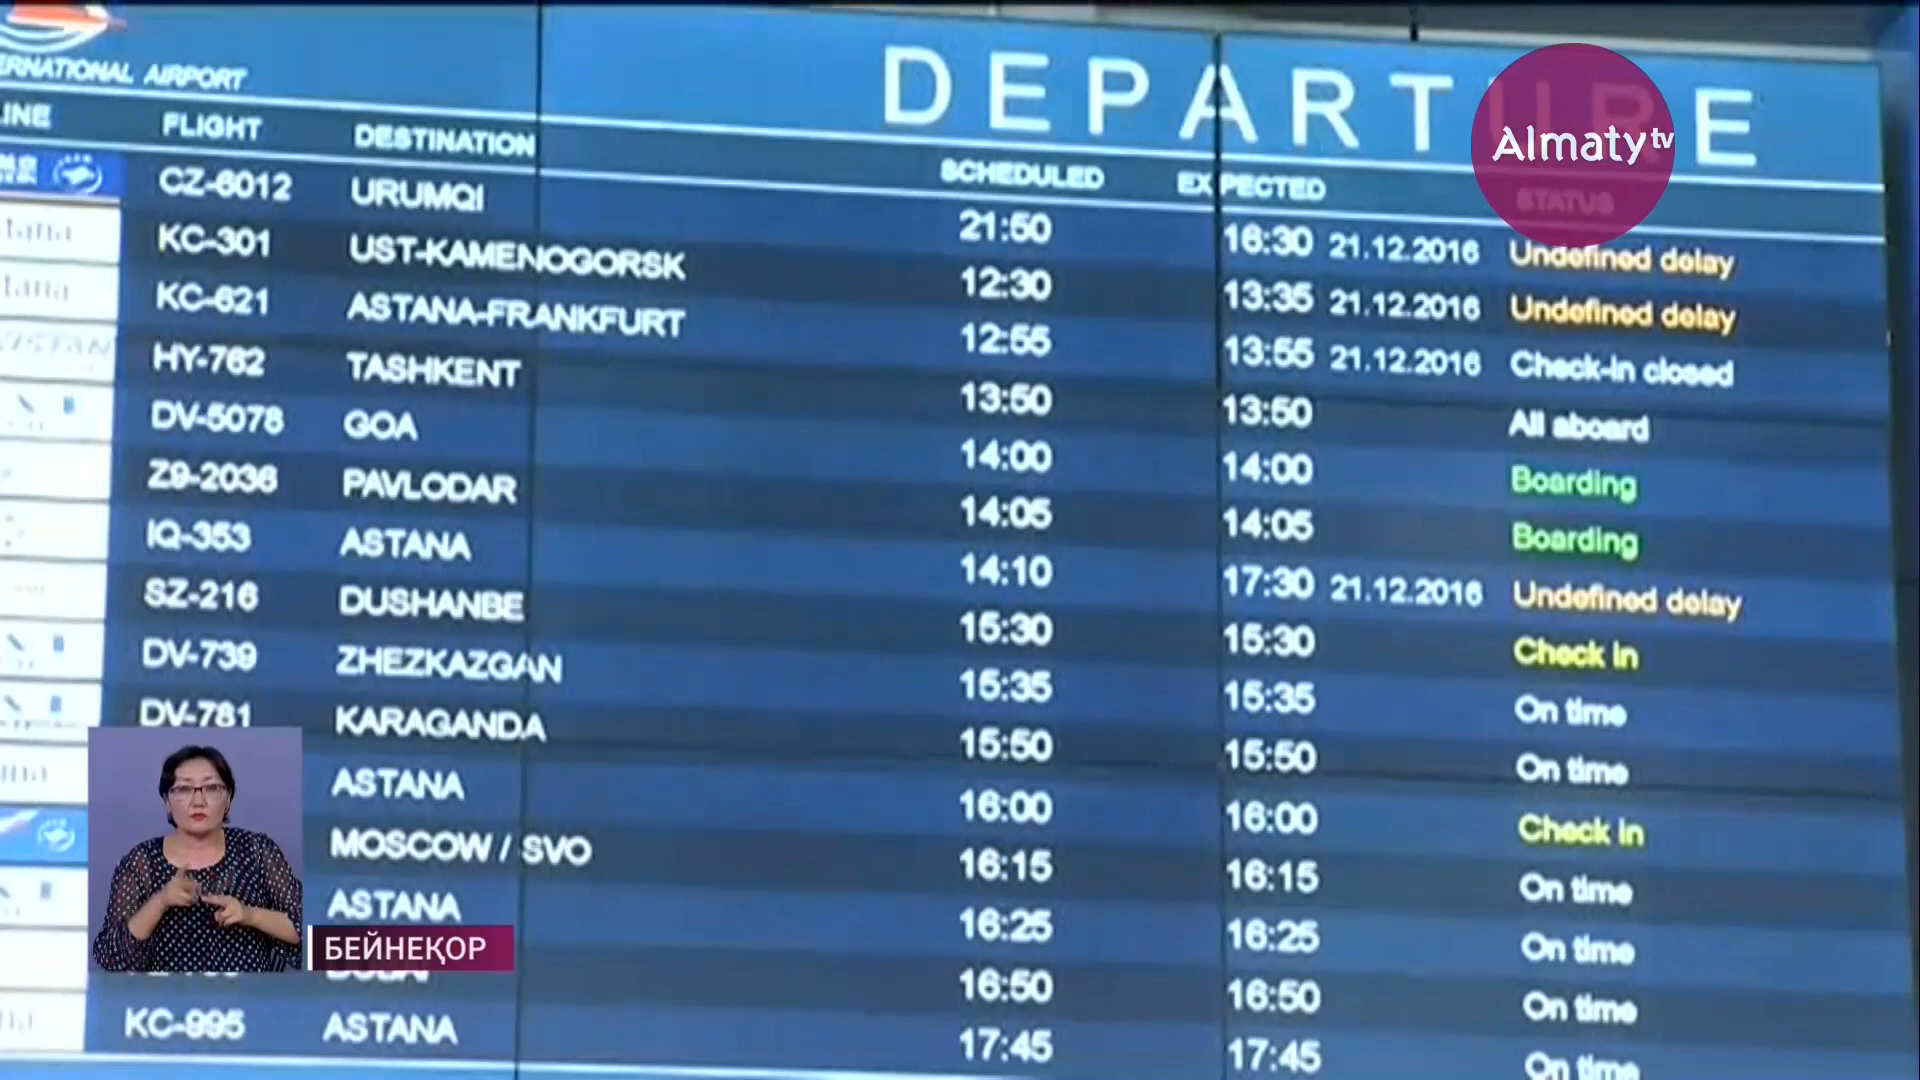 DEPARTURE
Almaty tv
ERNATIONAL AIRPORT
LINE FLIGHT DESTINATION SCHEDULED EXPECTED STATUS
CZ-6012 URUMQI 21:50 16:30 21.12.2016 Undefined delay
KC-301 UST-KAMENOGORSK 12:30 13:35 21.12.2016 Undefined delay
KC-621 ASTANA-FRANKFURT 12:55 13:55 21.12.2016 Check-in closed
HY-762 TASHKENT 13:50 13:50 All aboard
DV-5078 GOA 14:00 14:00 Boarding
Z9-2036 PAVLODAR 14:05 14:05 Boarding
IQ-353 ASTANA 14:10 17:30 21.12.2016 Undefined delay
SZ-216 DUSHANBE 15:30 15:30 Check in
DV-739 ZHEZKAZGAN 15:35 15:35 On time
DV-781 KARAGANDA 15:50 15:50 On time
ASTANA 16:00 16:00 Check in
MOSCOW / SVO 16:15 16:15 On time
ASTANA 16:25 16:25 On time
16:50 16:50 On time
KC-995 ASTANA 17:45 17:45 On time
БЕЙНЕҚОР